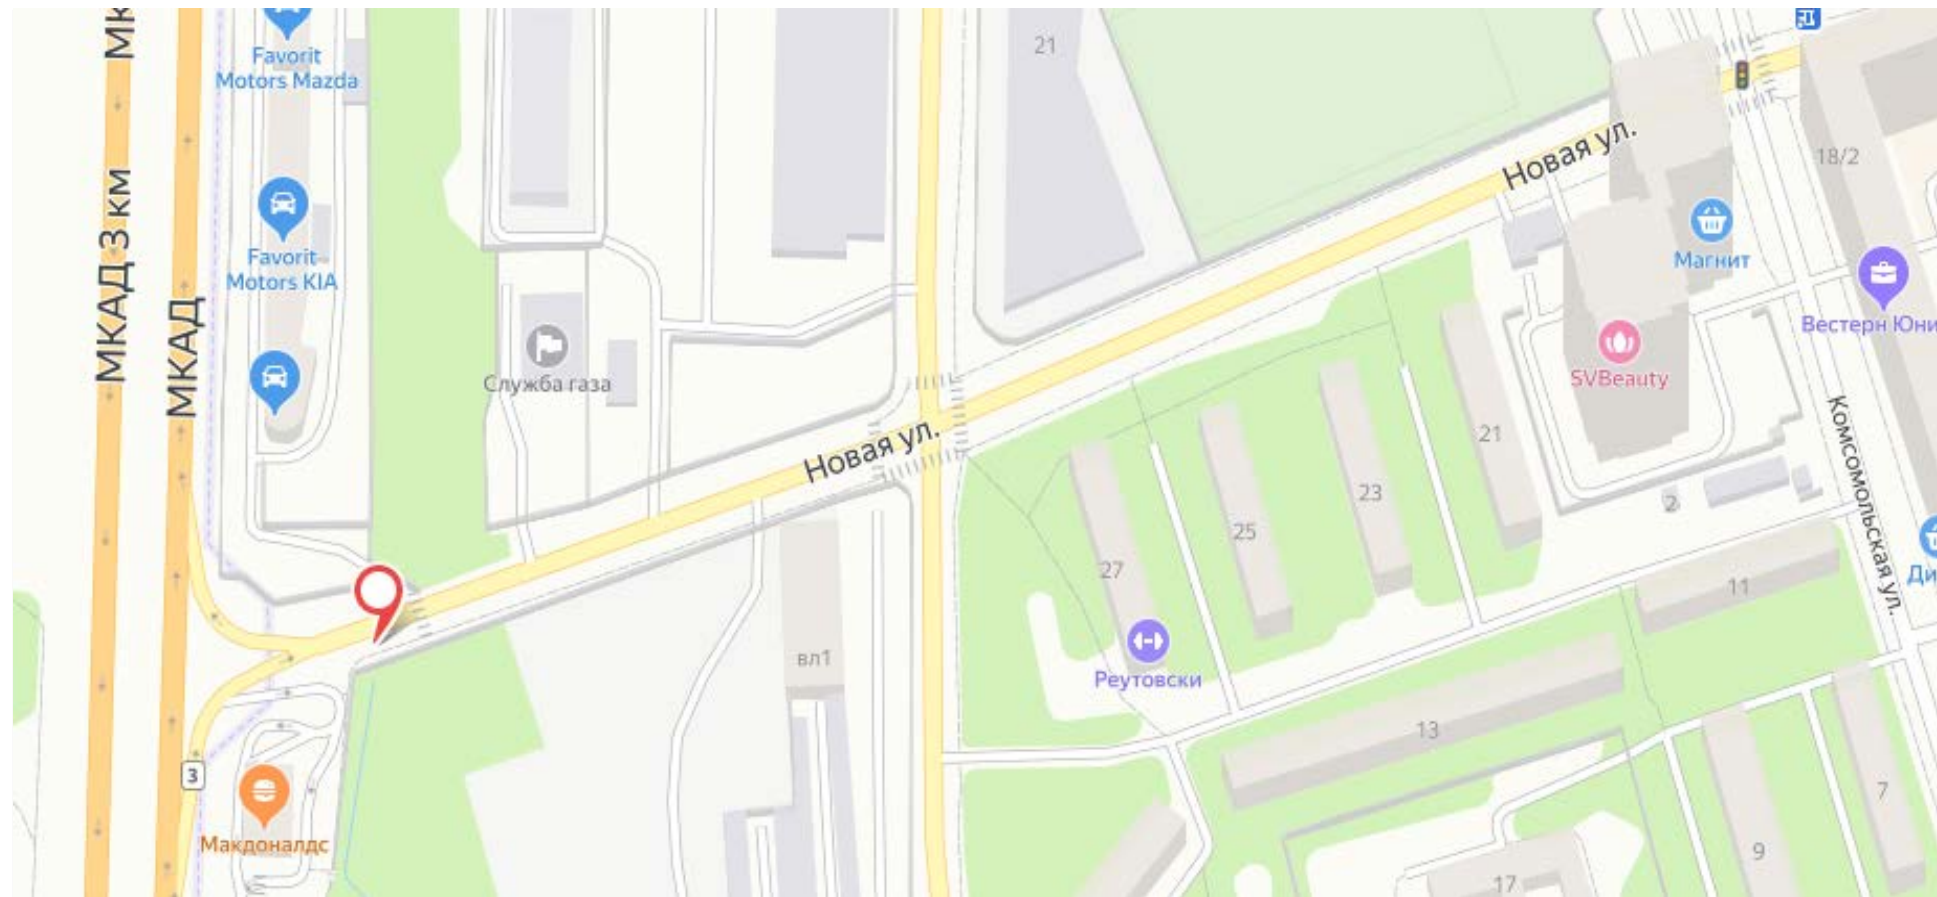 МК
Favorit
Motors Mazda
21
Новая ул.
18/2
МКАД 3 км
МКАД
Favorit
Motors KIA
Магнит
Вестерн Юни
Служба газа
SVBeauty
Новая ул.
21
Комсомольская ул.
23
2
25
27
Ди
11
Реутовски
вл1
13
3
7
Макдоналдс
9
17